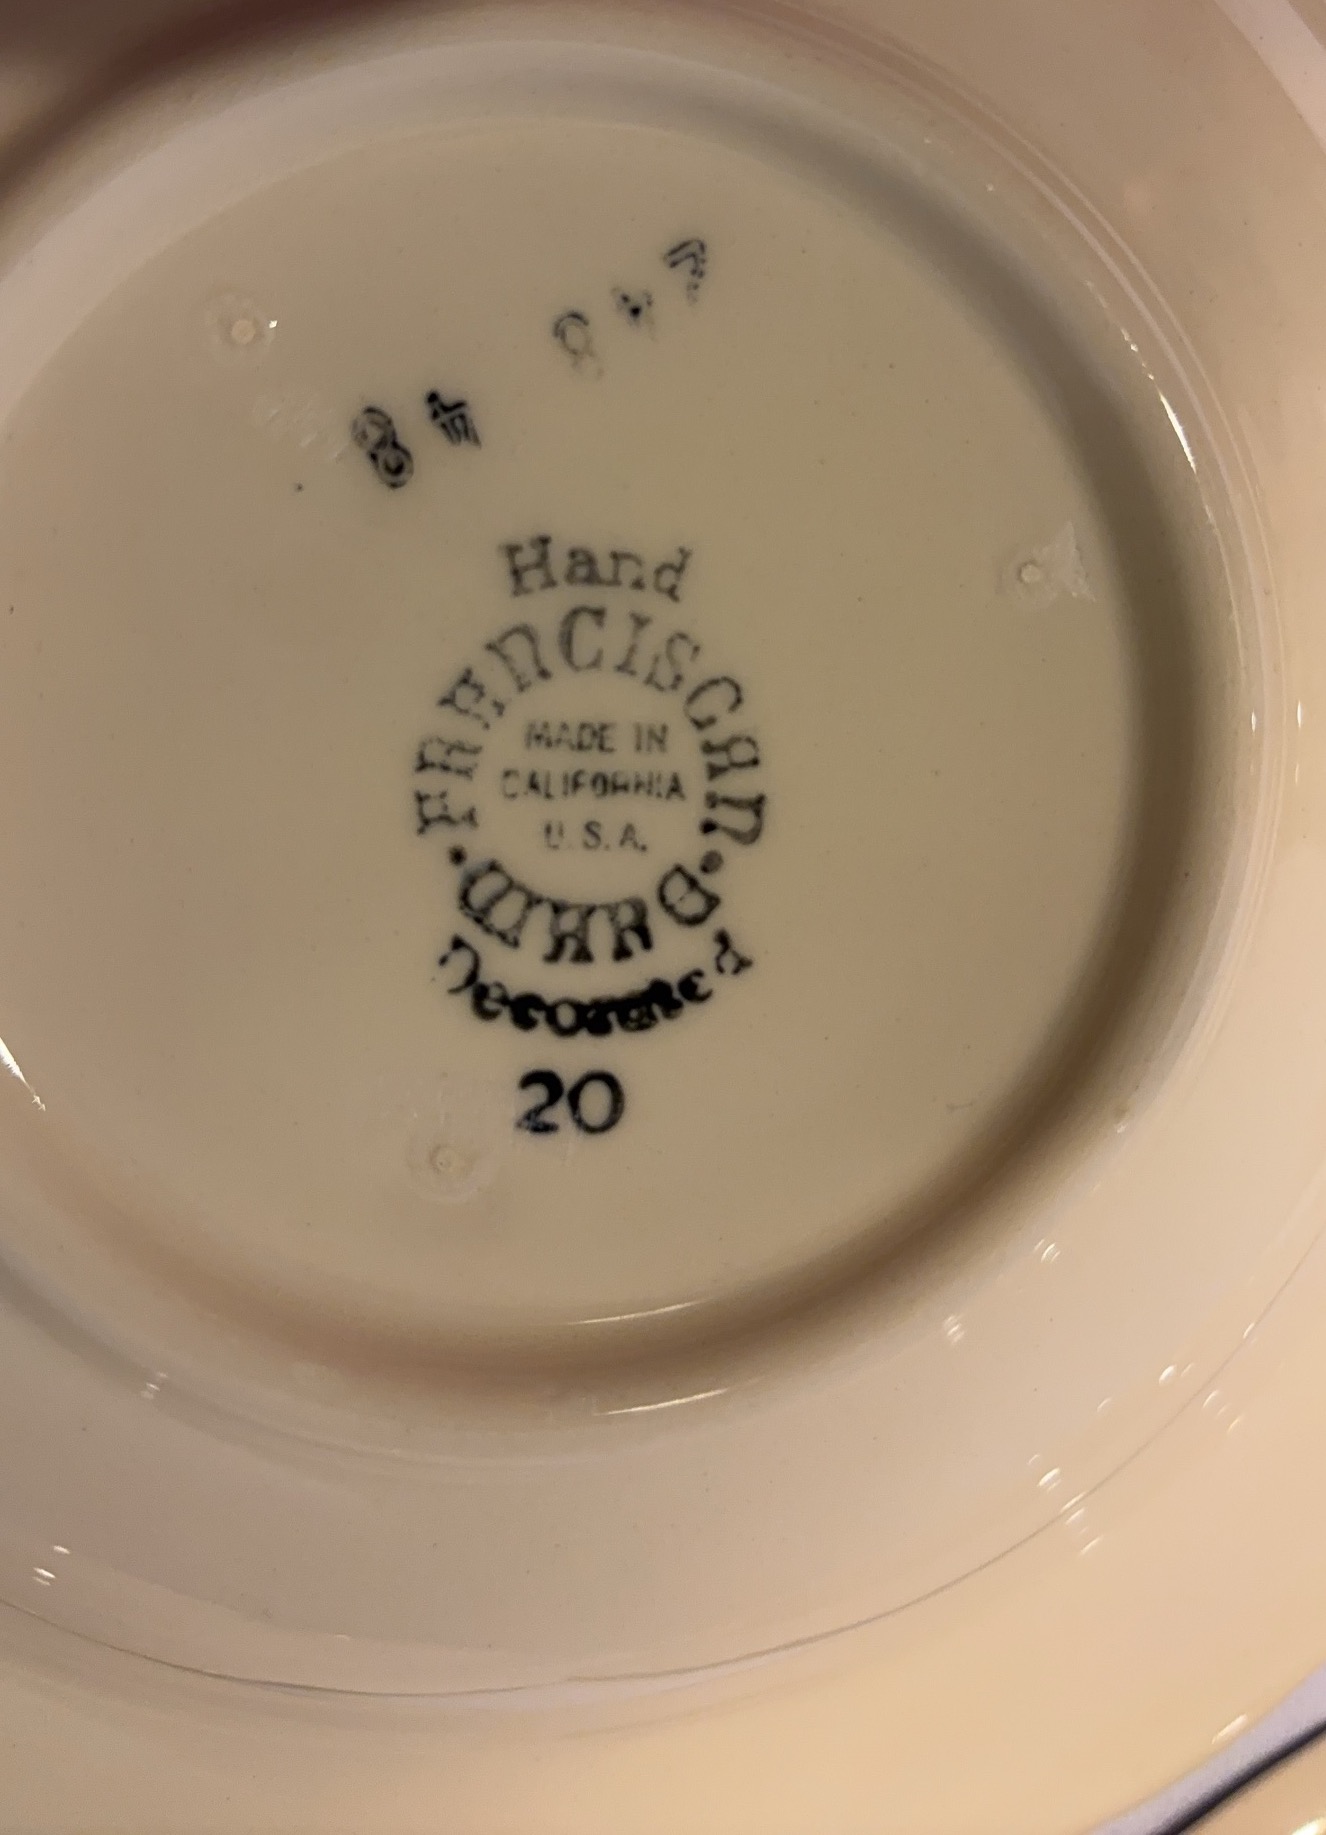 Hand
FRANCISCAN
MADE IN
CALIFORNIA
U.S.A.
·WARE·
Decorated
20